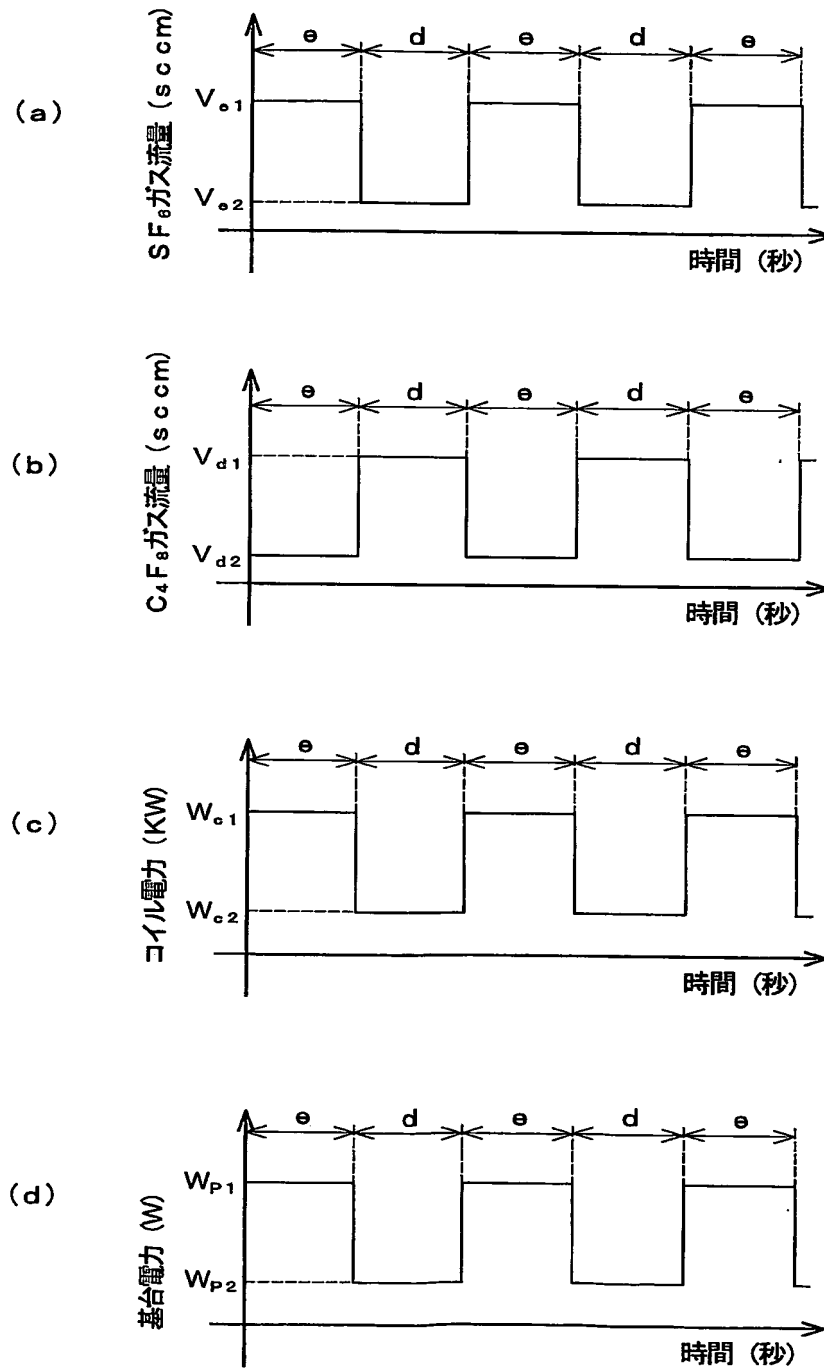 (a)
SF₆ガス流量 (sccm)
e d e d e
Ve1
Ve2
時間 (秒)
(b)
C₄F₈ガス流量 (sccm)
e d e d e
Vd1
Vd2
時間 (秒)
(c)
コイル電力 (KW)
e d e d e
Wc1
Wc2
時間 (秒)
(d)
基台電力 (W)
e d e d e
WP1
WP2
時間 (秒)